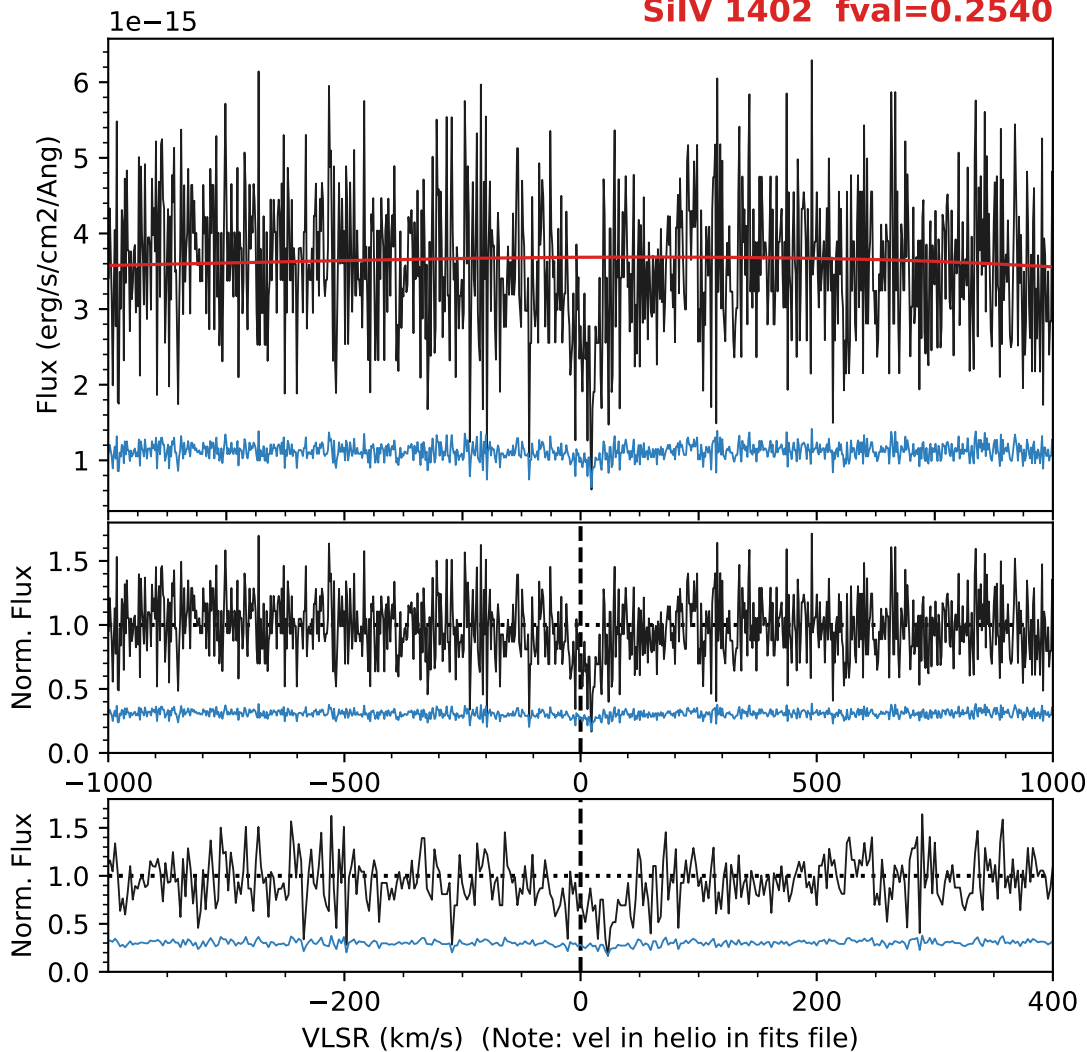 SiIV 1402 fval=0.2540
1e−15
6
5
4
3
2
1
Flux (erg/s/cm2/Ang)
1.5
1.0
0.5
0.0
Norm. Flux
−1000 −500 0 500 1000
1.5
1.0
0.5
0.0
Norm. Flux
−200 0 200 400
VLSR (km/s) (Note: vel in helio in fits file)